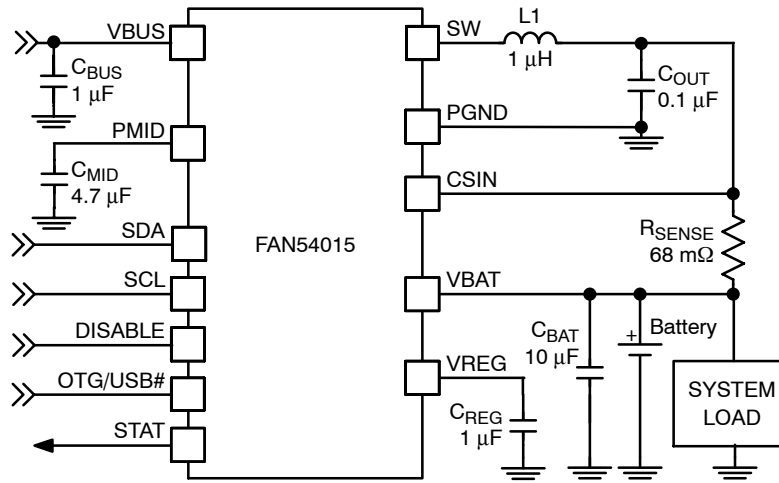 VBUS
C_BUS
1 µF
PMID
C_MID
4.7 µF
SDA
SCL
DISABLE
OTG/USB#
STAT
FAN54015
SW
L1
1 µH
C_OUT
0.1 µF
PGND
CSIN
R_SENSE
68 mΩ
VBAT
C_BAT
10 µF
+ Battery
VREG
C_REG
1 µF
SYSTEM
LOAD